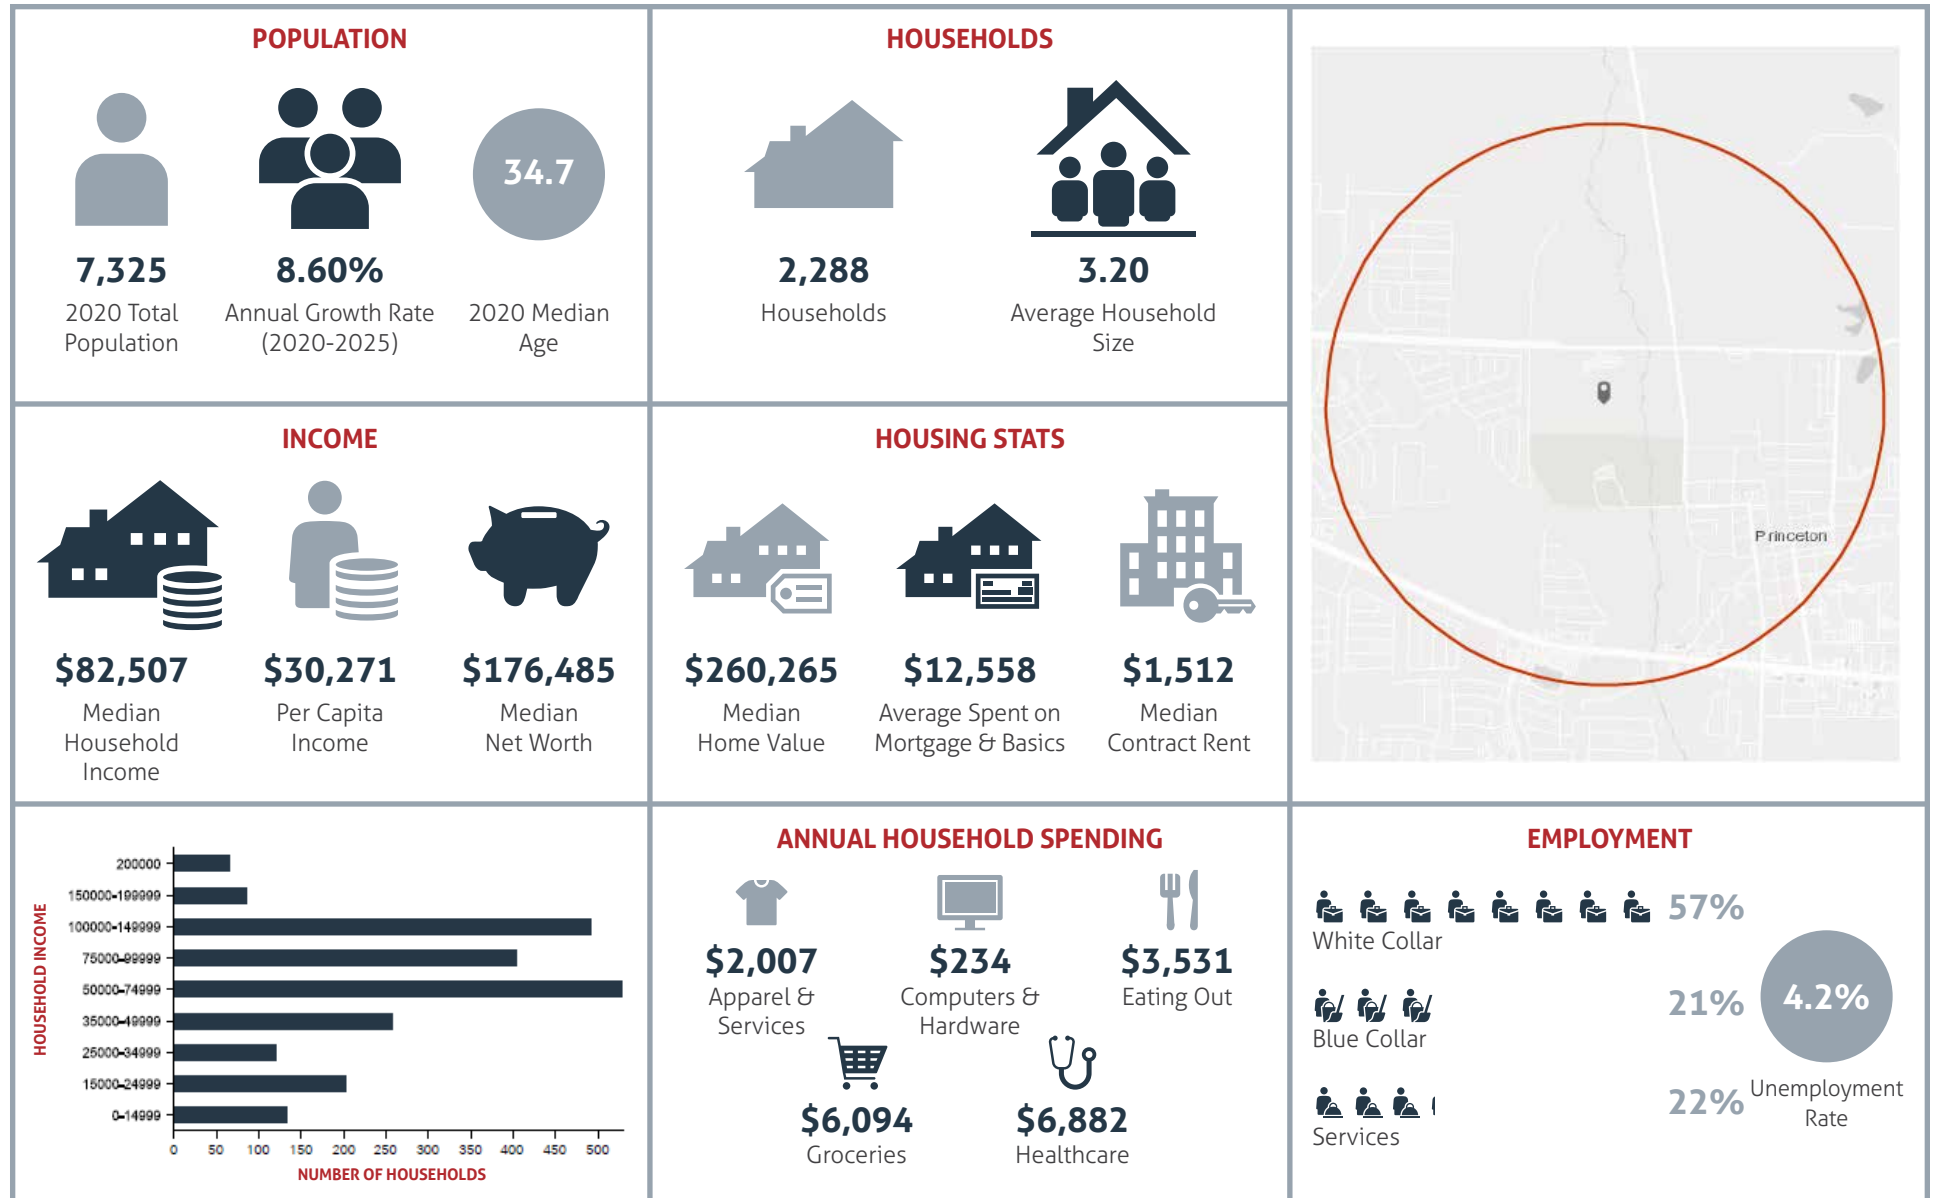 POPULATION
7,325
2020 Total
Population
8.60%
Annual Growth Rate
(2020-2025)
34.7
2020 Median
Age
HOUSEHOLDS
2,288
Households
3.20
Average Household
Size
Princeton
INCOME
$82,507
Median
Household
Income
$30,271
Per Capita
Income
$176,485
Median
Net Worth
HOUSING STATS
$260,265
Median
Home Value
$12,558
Average Spent on
Mortgage & Basics
$1,512
Median
Contract Rent
HOUSEHOLD INCOME
200000
150000-199999
100000-149999
75000-99999
50000-74999
35000-49999
25000-34999
15000-24999
0-14999
0 50 100 150 200 250 300 350 400 450 500
NUMBER OF HOUSEHOLDS
ANNUAL HOUSEHOLD SPENDING
$2,007
Apparel &
Services
$234
Computers &
Hardware
$3,531
Eating Out
$6,094
Groceries
$6,882
Healthcare
EMPLOYMENT
57%
White Collar
21%
Blue Collar
22%
Services
4.2%
Unemployment
Rate